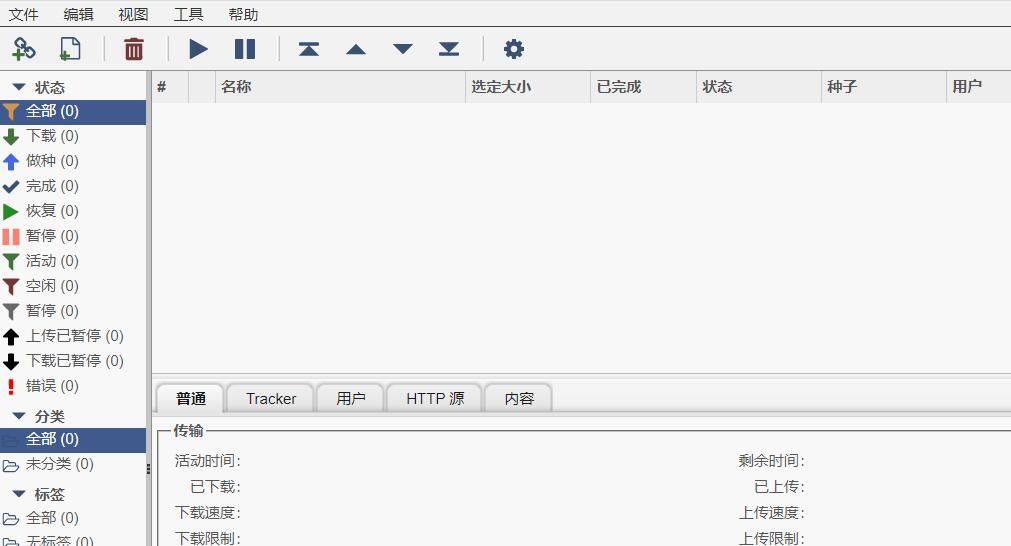 文件 编辑 视图 工具 帮助
状态
# 名称 选定大小 已完成 状态 种子 用户
全部 (0)
下载 (0)
做种 (0)
完成 (0)
恢复 (0)
暂停 (0)
活动 (0)
空闲 (0)
暂停 (0)
上传已暂停 (0)
下载已暂停 (0)
错误 (0)
分类
全部 (0)
未分类 (0)
标签
全部 (0)
无标签 (0)
普通 Tracker 用户 HTTP 源 内容
传输
活动时间: 剩余时间:
已下载: 已上传:
下载速度: 上传速度:
下载限制: 上传限制: